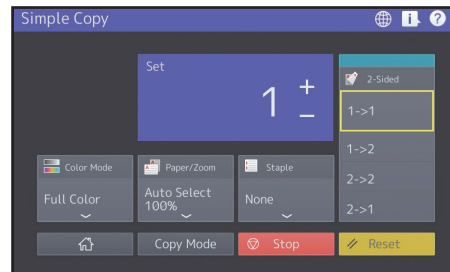 Simple Copy
i
?
Set
1
+
−
2-Sided
1->1
1->2
2->2
2->1
Color Mode
Full Color
Paper/Zoom
Auto Select
100%
Staple
None
Copy Mode
Stop
Reset